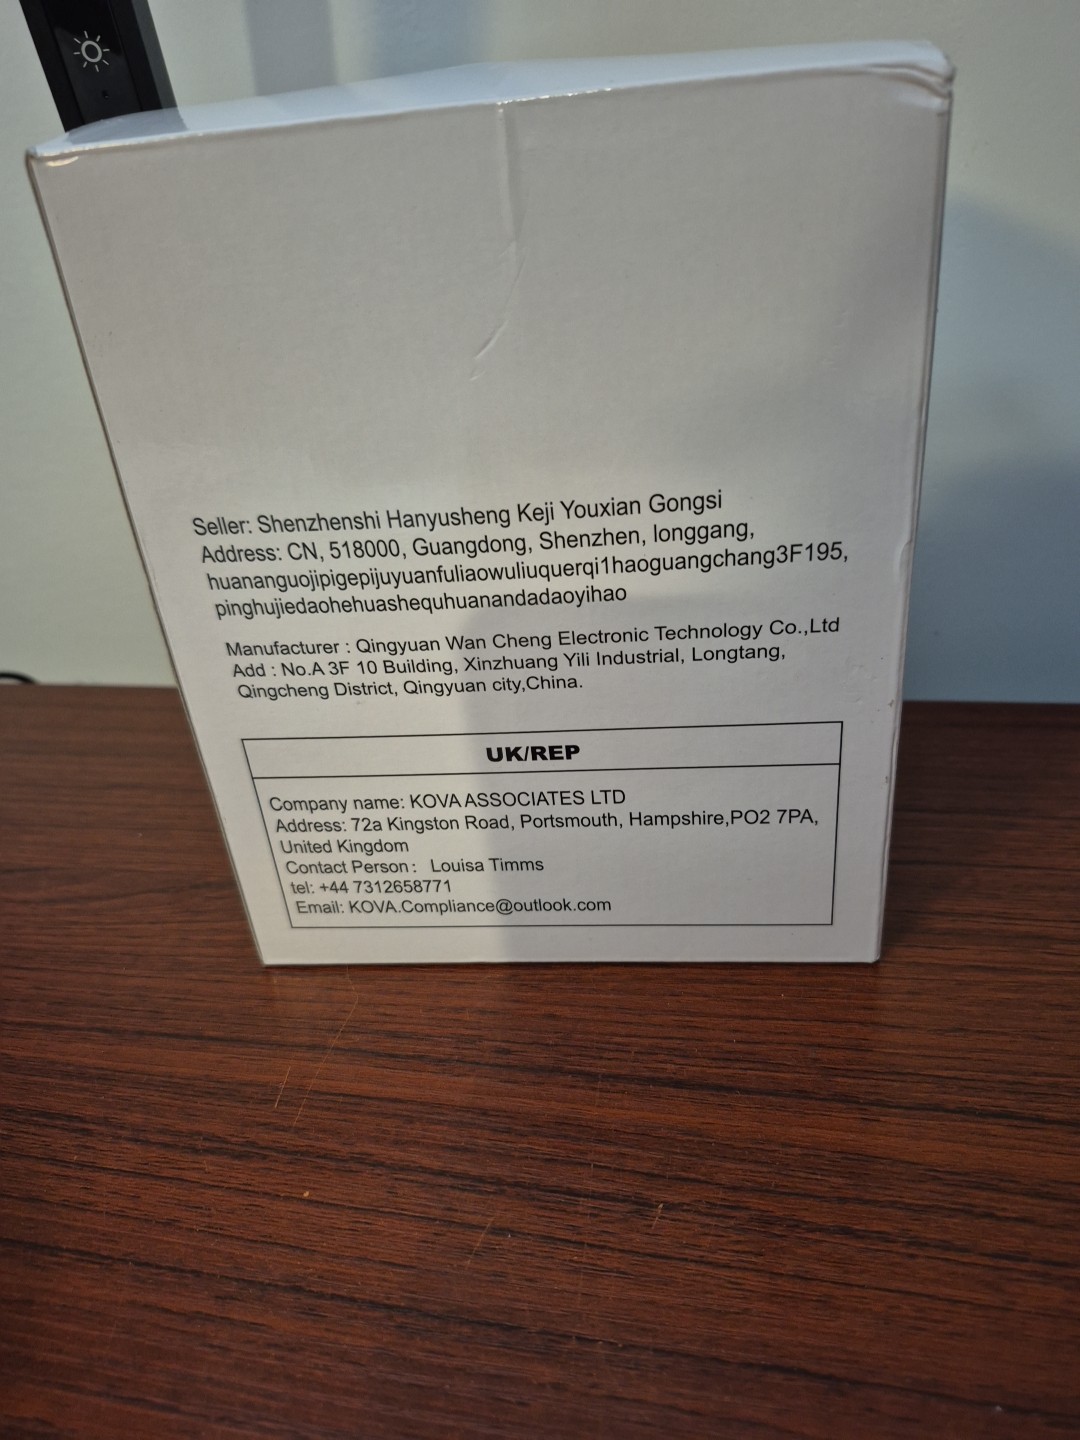 Seller: Shenzhenshi Hanyusheng Keji Youxian Gongsi
Address: CN, 518000, Guangdong, Shenzhen, longgang,
huananguojipigepijuyuanfuliaowuliuquerqi1haoguangchang3F195,
pinghujiedaohehuashequhuanandadaoyihao
Manufacturer : Qingyuan Wan Cheng Electronic Technology Co.,Ltd
Add : No.A 3F 10 Building, Xinzhuang Yili Industrial, Longtang,
Qingcheng District, Qingyuan city,China.
UK/REP
Company name: KOVA ASSOCIATES LTD
Address: 72a Kingston Road, Portsmouth, Hampshire,PO2 7PA,
United Kingdom
Contact Person : Louisa Timms
tel: +44 7312658771
Email: KOVA.Compliance@outlook.com